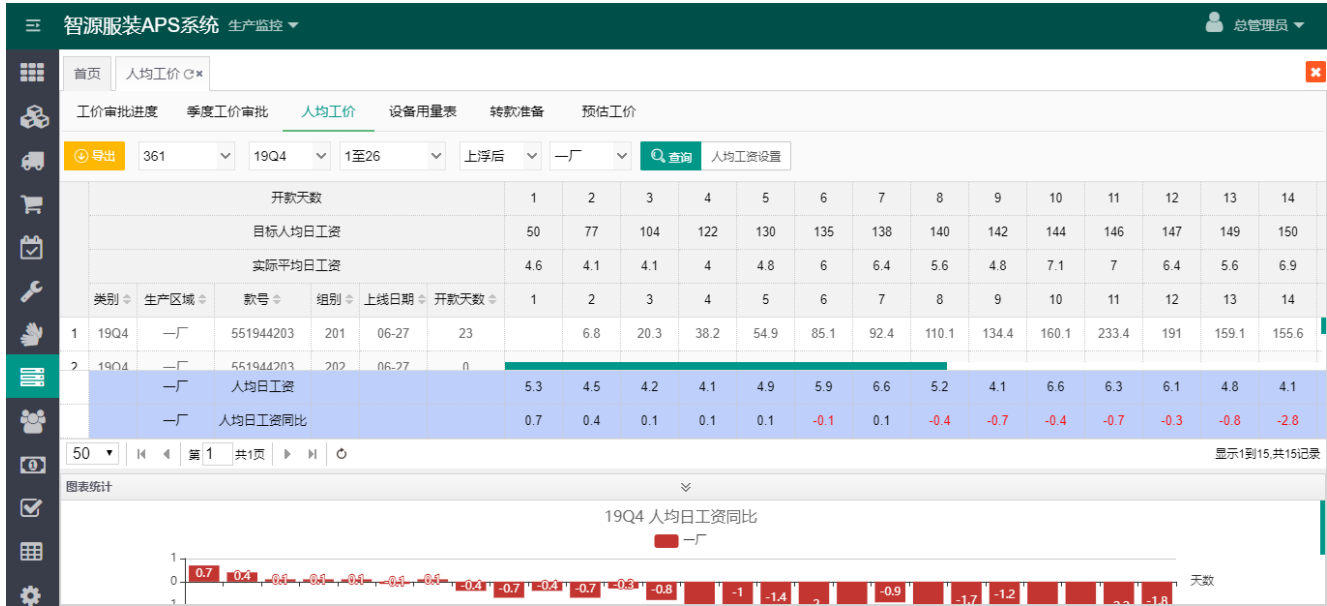 智源服装APS系统 生产监控 总管理员
首页 人均工价
工价审批进度 季度工价审批 人均工价 设备用量表 转款准备 预估工价
导出 361 19Q4 1至26 上浮后 一厂 查询 人均工资设置
开款天数 1 2 3 4 5 6 7 8 9 10 11 12 13 14
目标人均日工资 50 77 104 122 130 135 138 140 142 144 146 147 149 150
实际平均日工资 4.6 4.1 4.1 4 4.8 6 6.4 5.6 4.8 7.1 7 6.4 5.6 6.9
类别 生产区域 款号 组别 上线日期 开款天数 1 2 3 4 5 6 7 8 9 10 11 12 13 14
1 19Q4 一厂 551944203 201 06-27 23 6.8 20.3 38.2 54.9 85.1 92.4 110.1 134.4 160.1 233.4 191 159.1 155.6
2 19Q4 一厂 551944203 202 06-27 0
一厂 人均日工资 5.3 4.5 4.2 4.1 4.9 5.9 6.6 5.2 4.1 6.6 6.3 6.1 4.8 4.1
一厂 人均日工资同比 0.7 0.4 0.1 0.1 0.1 -0.1 0.1 -0.4 -0.7 -0.4 -0.7 -0.3 -0.8 -2.8
50 第 1 共1页 显示1到15,共15记录
图表统计
19Q4 人均日工资同比
一厂
1
0 0.7 0.4 0.1 0.1 0.1 -0.1 0.1 -0.4 -0.7 -0.4 -0.7 -0.3 -0.8 -1 -1.4 -0.9 -1.7 -1.2 -1.8 天数